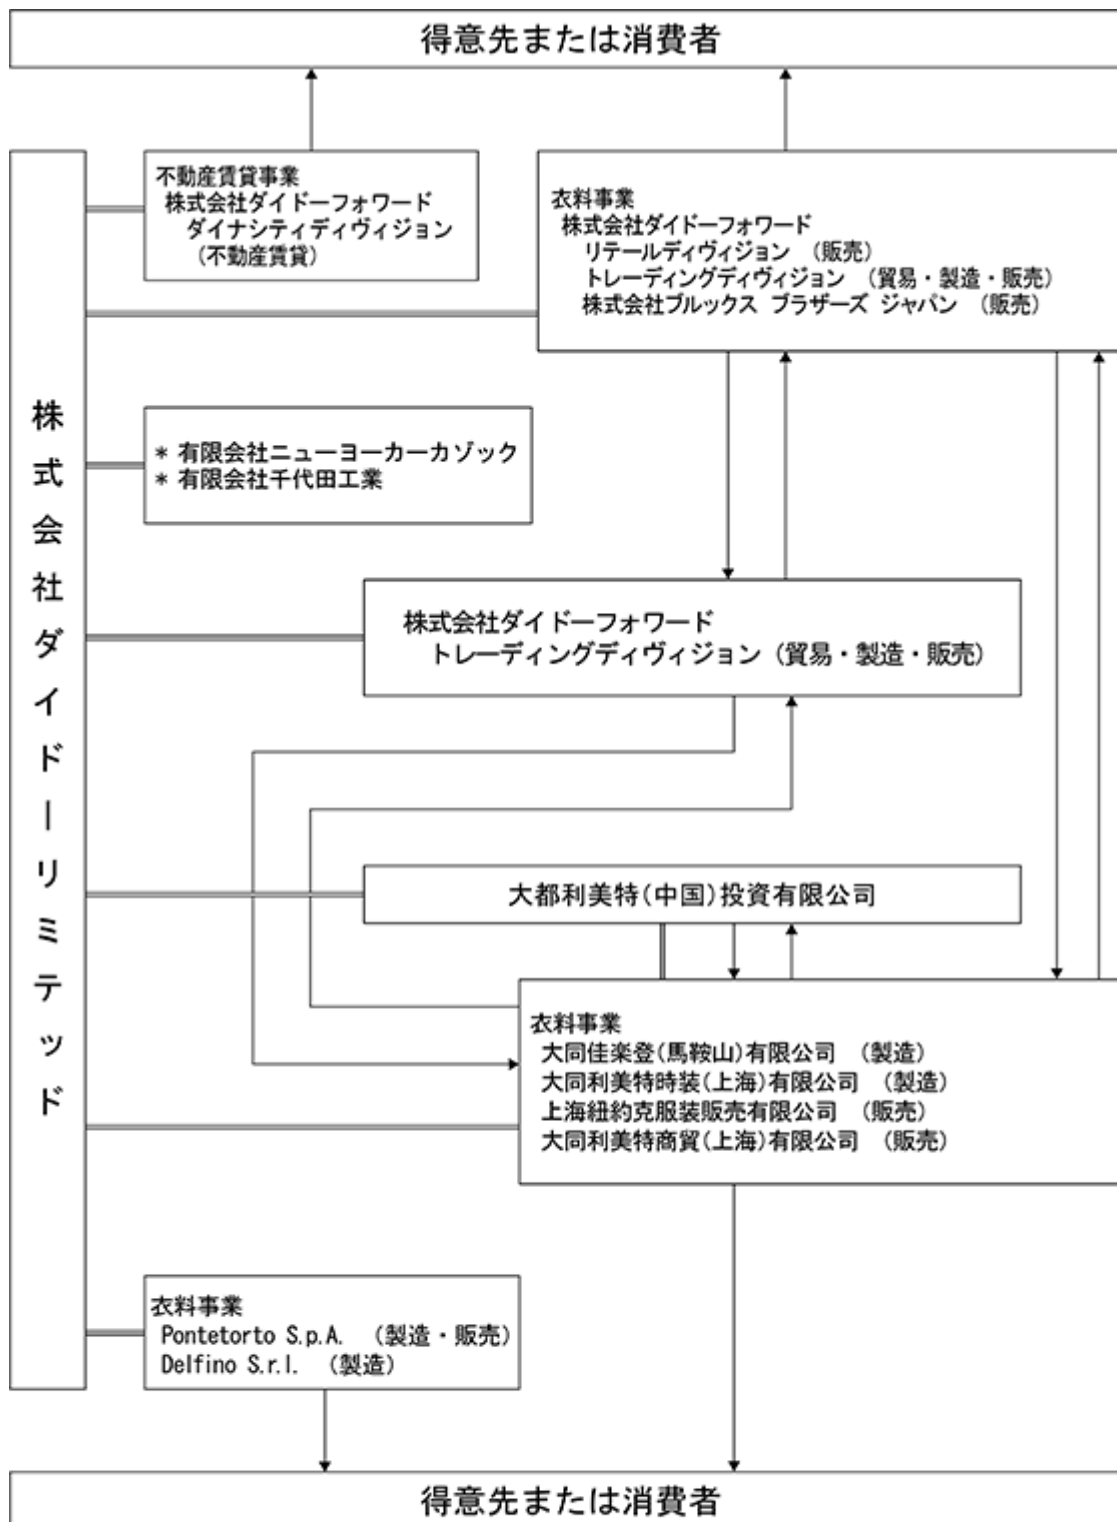 得意先または消費者
株式会社ダイドーリミテッド
不動産賃貸事業
株式会社ダイドーフォワード
ダイナシティディヴィジョン
(不動産賃貸)
衣料事業
株式会社ダイドーフォワード
リテールディヴィジョン (販売)
トレーディングディヴィジョン (貿易・製造・販売)
株式会社ブルックス ブラザーズ ジャパン (販売)
* 有限会社ニューヨーカーカゾック
* 有限会社千代田工業
株式会社ダイドーフォワード
トレーディングディヴィジョン (貿易・製造・販売)
大都利美特(中国)投資有限公司
衣料事業
大同佳楽登(馬鞍山)有限公司 (製造)
大同利美特時装(上海)有限公司 (製造)
上海紐約克服装販売有限公司 (販売)
大同利美特商貿(上海)有限公司 (販売)
衣料事業
Pontetorto S.p.A. (製造・販売)
Delfino S.r.l. (製造)
得意先または消費者